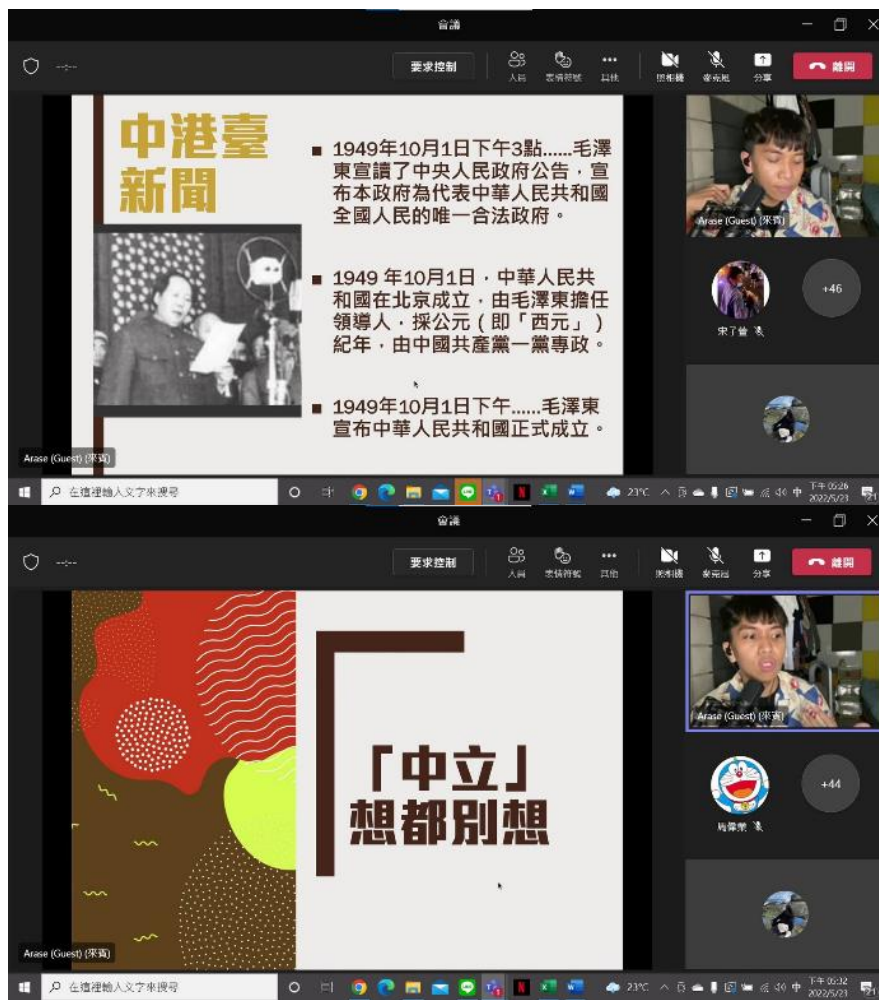 會議
--:--
要求控制
人員
表情符號
其他
照相機
麥克風
分享
離開
中港臺
新聞
■ 1949年10月1日下午3點......毛澤
東宣讀了中央人民政府公告，宣
布本政府為代表中華人民共和國
全國人民的唯一合法政府。
■ 1949 年10月1日，中華人民共
和國在北京成立，由毛澤東擔任
領導人，採公元（即「西元」）
紀年，由中國共產黨一黨專政。
■ 1949年10月1日下午......毛澤東
宣布中華人民共和國正式成立。
Arase (Guest) (來賓)
Arase (Guest) (來賓)
+46
在這裡輸入文字來搜尋
23°C
中
下午 05:26
2022/5/23
會議
--:--
要求控制
人員
表情符號
其他
照相機
麥克風
分享
離開
「中立」
想都別想
Arase (Guest) (來賓)
Arase (Guest) (來賓)
+44
在這裡輸入文字來搜尋
23°C
中
下午 05:32
2022/5/23